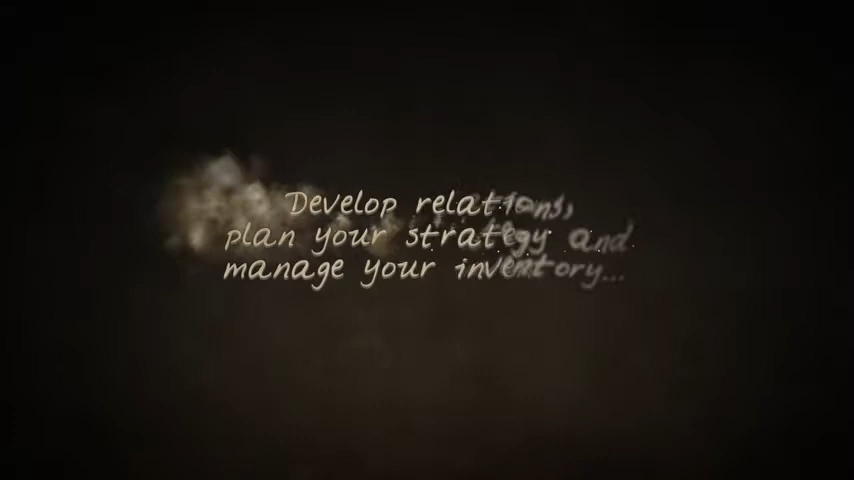 Develop relations,
plan your strategy and
manage your inventory...